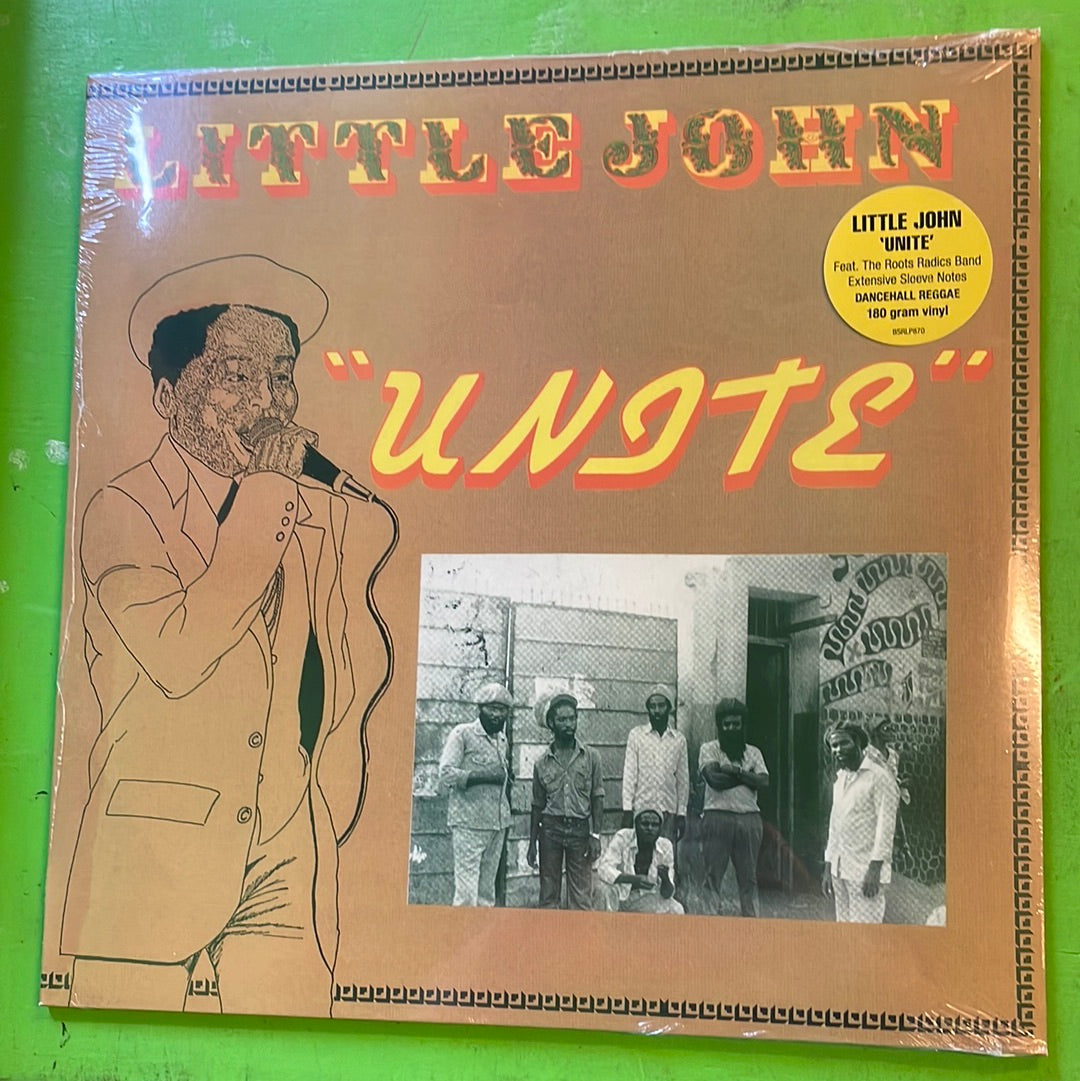 LITTLE JOHN
LITTLE JOHN
'UNITE'
Feat. The Roots Radics Band
Extensive Sleeve Notes
DANCEHALL REGGAE
180 gram vinyl
BSRLP870
"UNITE"